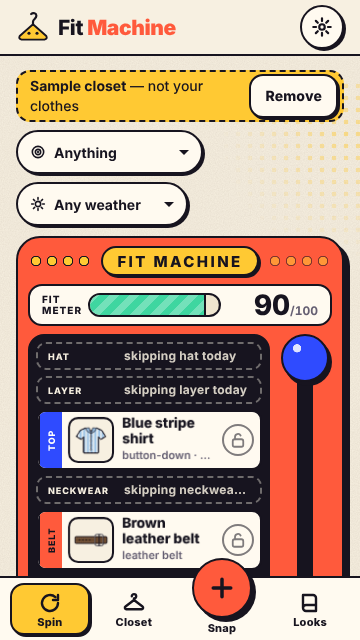 Fit Machine
Sample closet — not your
clothes
Remove
Anything
Any weather
FIT MACHINE
FIT
METER
90/100
HAT
skipping hat today
LAYER
skipping layer today
TOP
Blue stripe
shirt
button-down · ...
NECKWEAR
skipping neckwea...
BELT
Brown
leather belt
leather belt
Spin
Closet
Snap
Looks